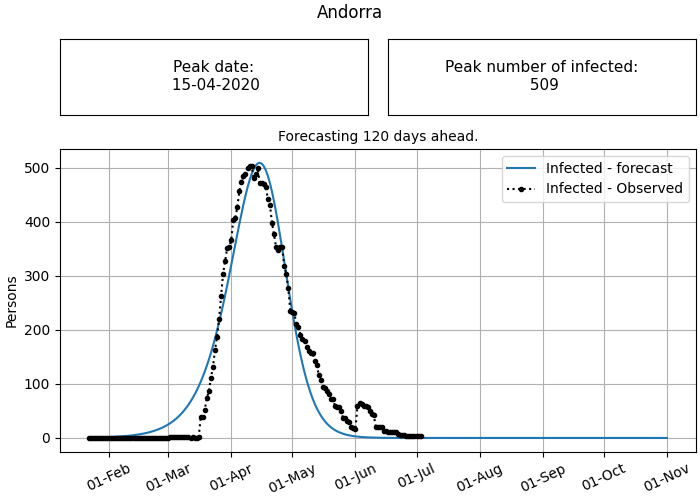 Andorra
Peak date:
15-04-2020
Peak number of infected:
509
Forecasting 120 days ahead.
Infected - forecast
Infected - Observed
Persons
500
400
300
200
100
0
01-Feb
01-Mar
01-Apr
01-May
01-Jun
01-Jul
01-Aug
01-Sep
01-Oct
01-Nov